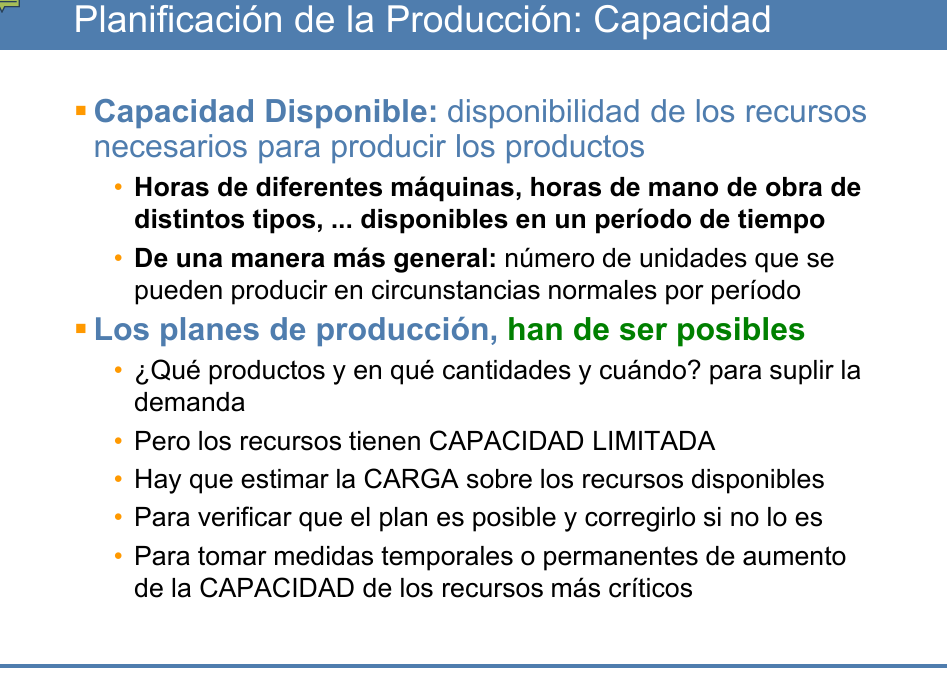 Planificación de la Producción: Capacidad
▪ Capacidad Disponible: disponibilidad de los recursos
necesarios para producir los productos
• Horas de diferentes máquinas, horas de mano de obra de
distintos tipos, ... disponibles en un período de tiempo
• De una manera más general: número de unidades que se
pueden producir en circunstancias normales por período
▪ Los planes de producción, han de ser posibles
• ¿Qué productos y en qué cantidades y cuándo? para suplir la
demanda
• Pero los recursos tienen CAPACIDAD LIMITADA
• Hay que estimar la CARGA sobre los recursos disponibles
• Para verificar que el plan es posible y corregirlo si no lo es
• Para tomar medidas temporales o permanentes de aumento
de la CAPACIDAD de los recursos más críticos